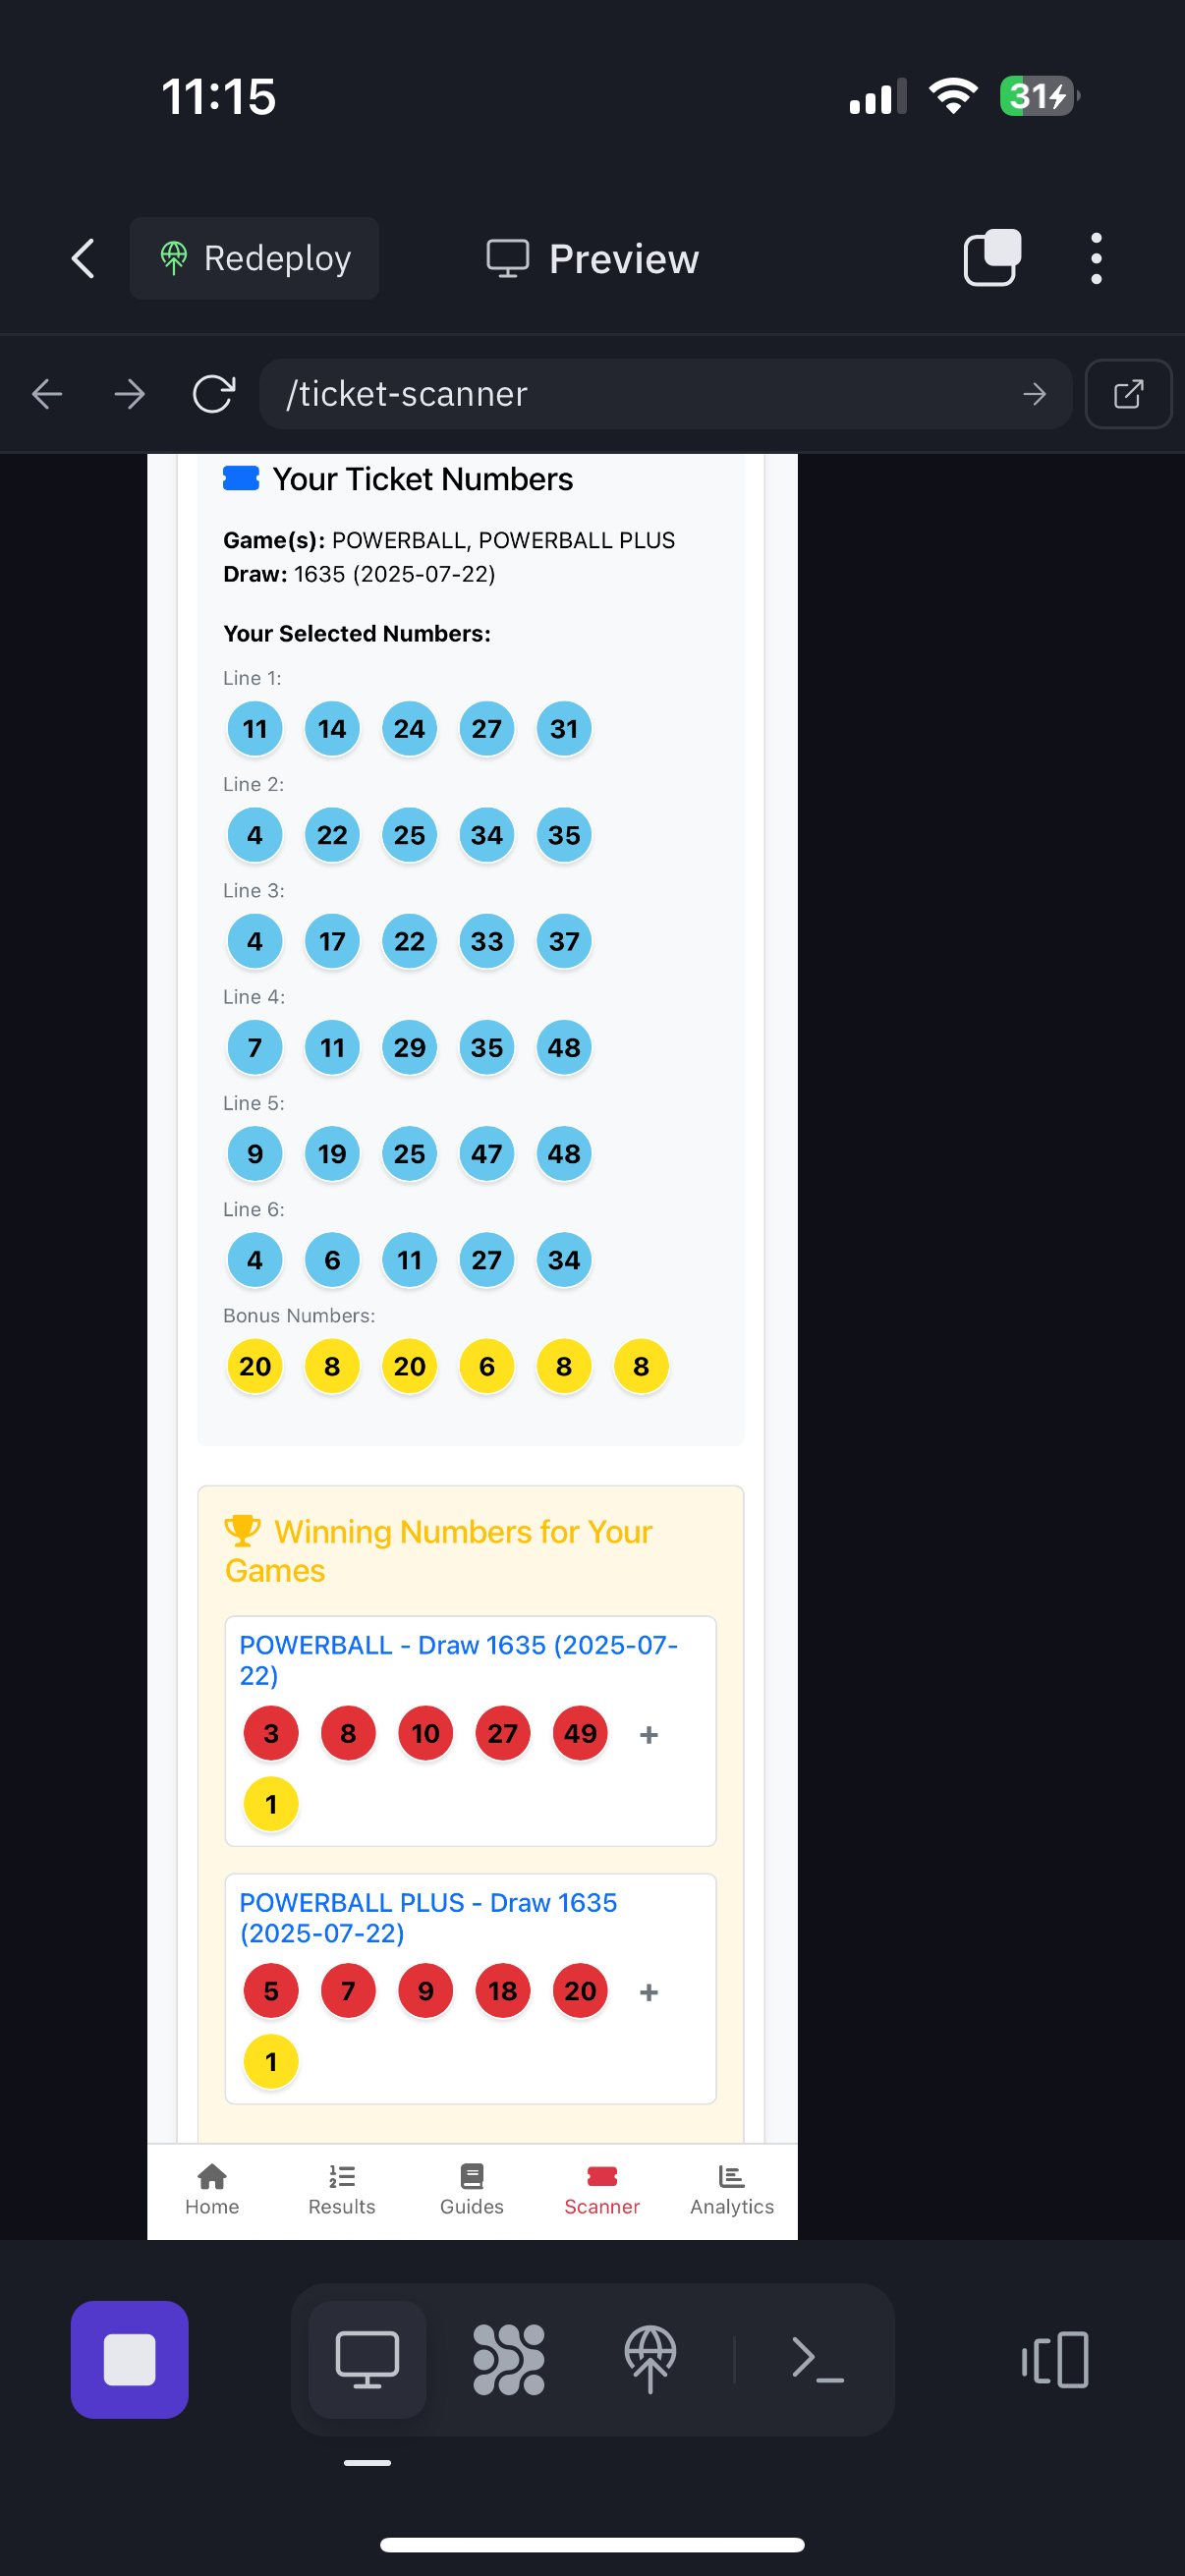 11:15
31
Redeploy
Preview
/ticket-scanner
Your Ticket Numbers
Game(s): POWERBALL, POWERBALL PLUS
Draw: 1635 (2025-07-22)
Your Selected Numbers:
Line 1:
11 14 24 27 31
Line 2:
4 22 25 34 35
Line 3:
4 17 22 33 37
Line 4:
7 11 29 35 48
Line 5:
9 19 25 47 48
Line 6:
4 6 11 27 34
Bonus Numbers:
20 8 20 6 8 8
Winning Numbers for Your
Games
POWERBALL - Draw 1635 (2025-07-
22)
3 8 10 27 49 +
1
POWERBALL PLUS - Draw 1635
(2025-07-22)
5 7 9 18 20 +
1
Home Results Guides Scanner Analytics